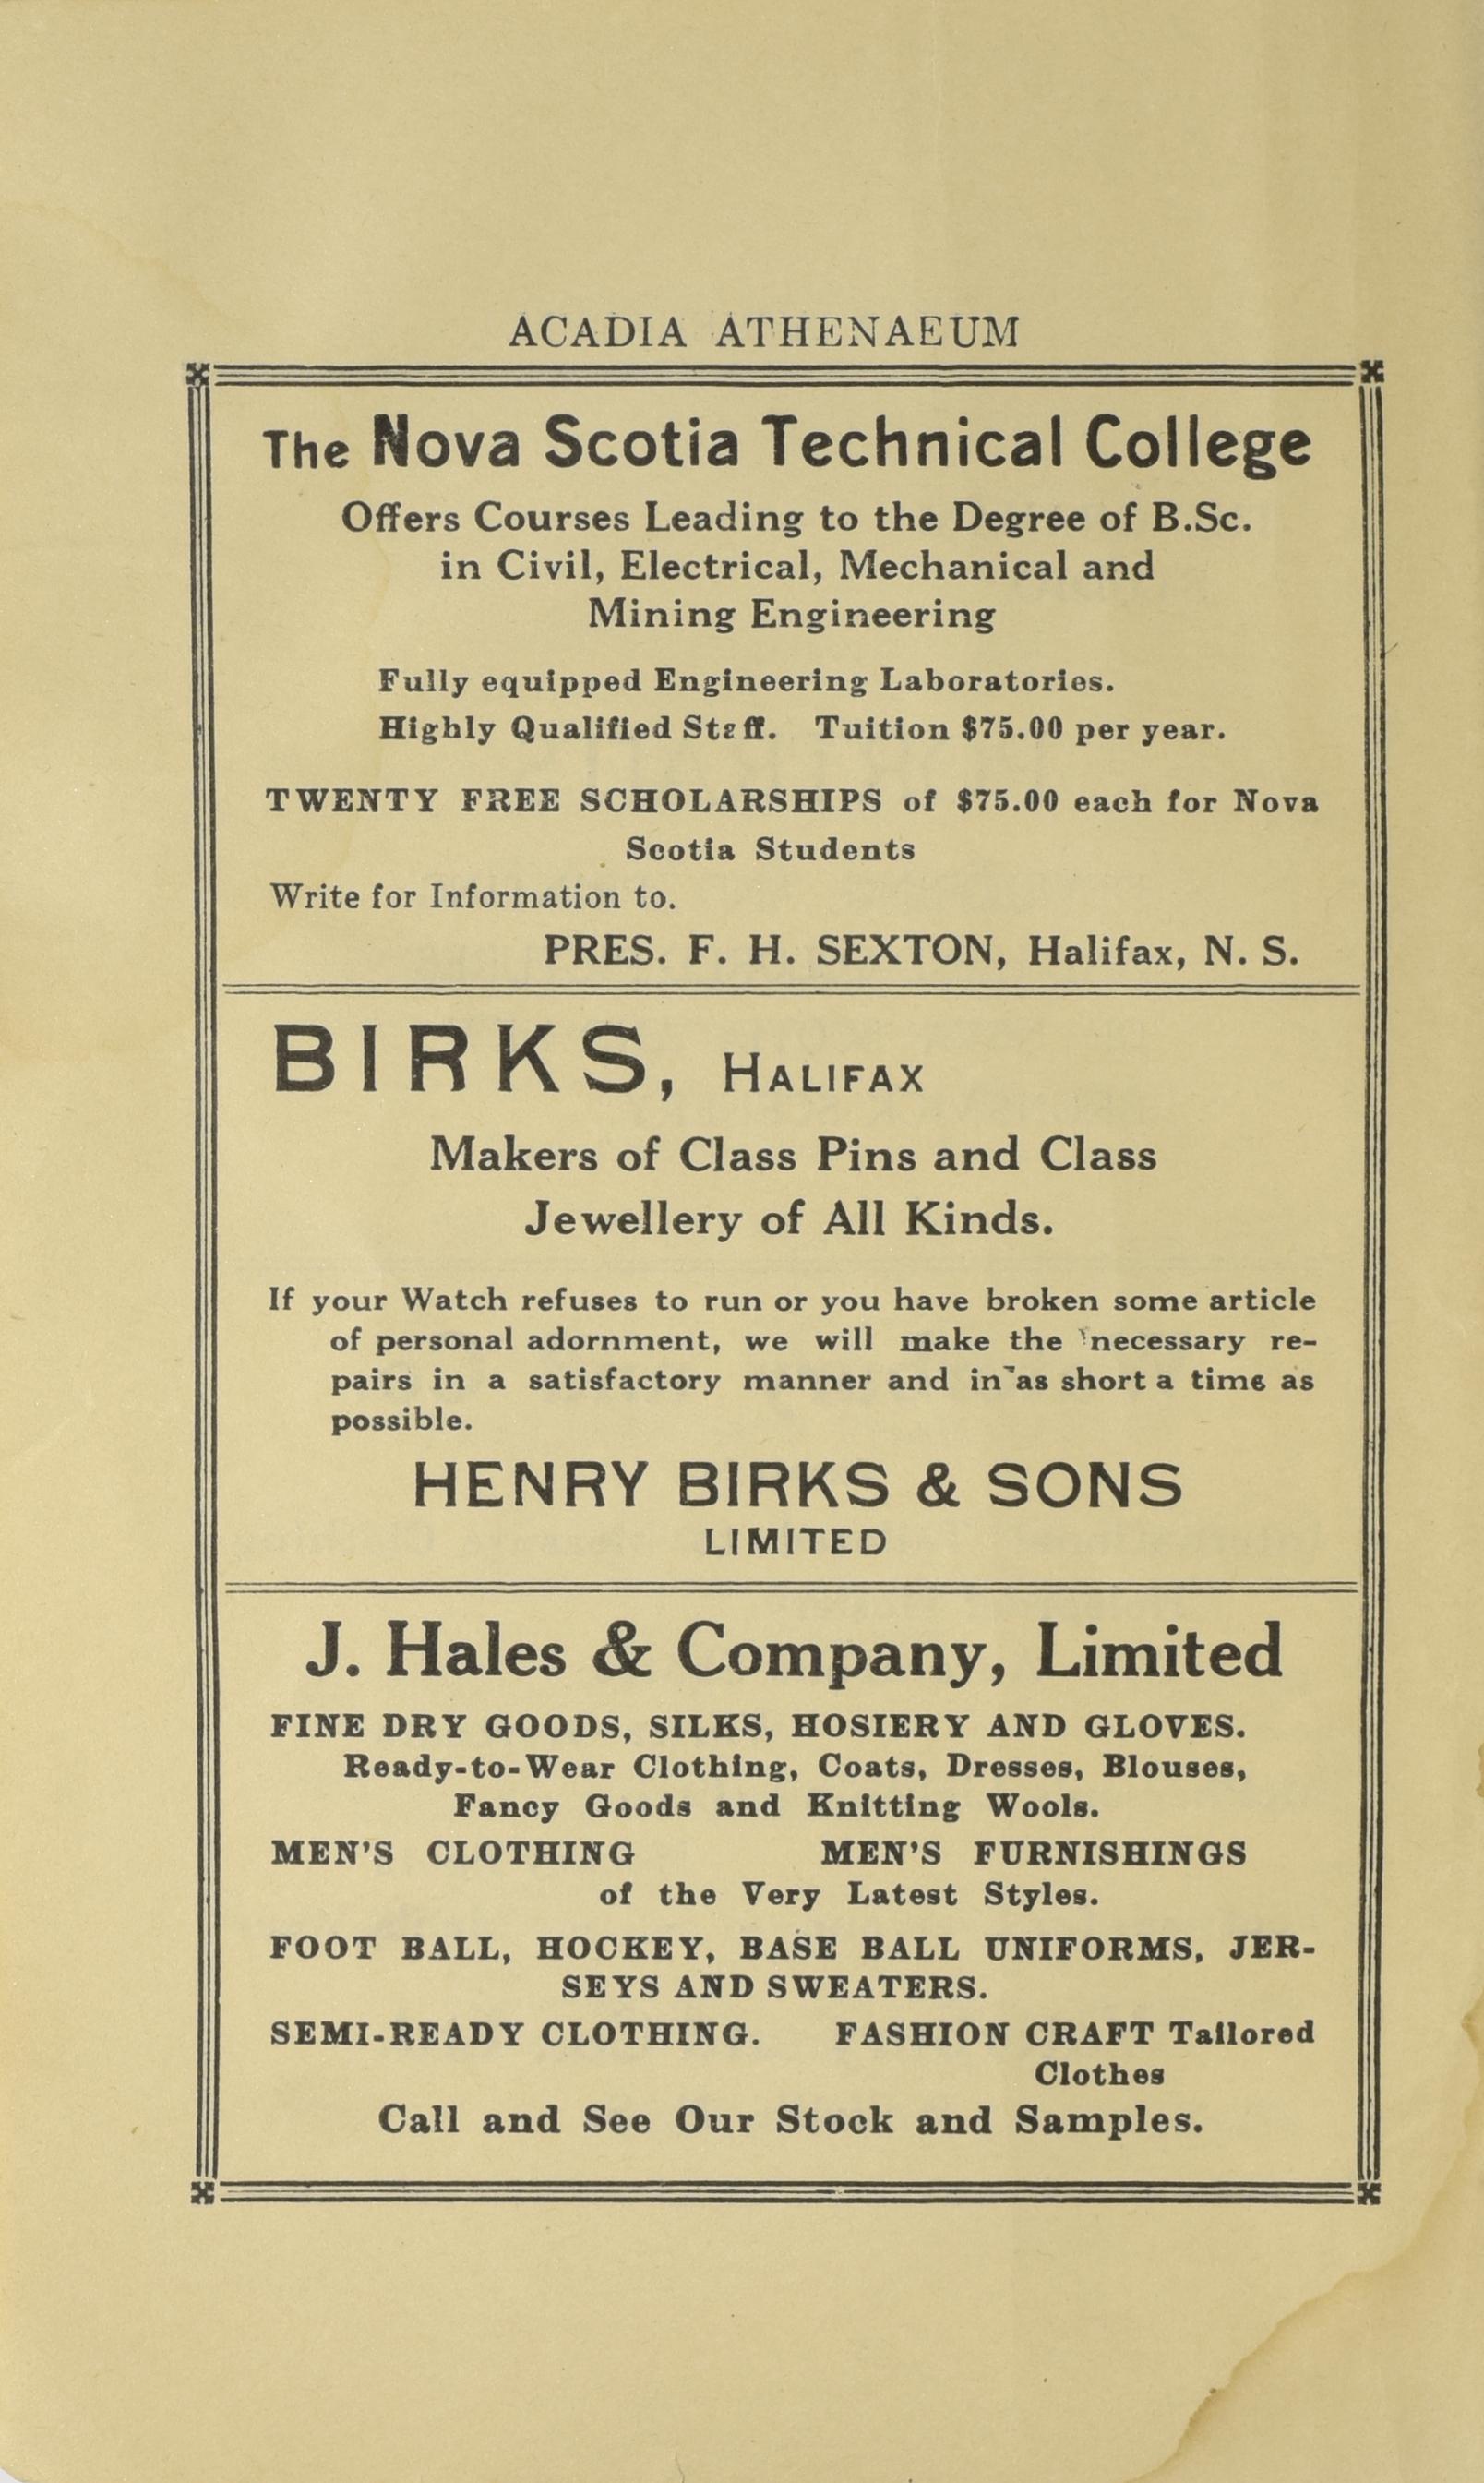 ACADIA ATHENAEUM
The Nova Scotia Technical College
Offers Courses Leading to the Degree of B.Sc.
in Civil, Electrical, Mechanical and
Mining Engineering
Fully equipped Engineering Laboratories.
Highly Qualified Staff. Tuition $75.00 per year.
TWENTY FREE SCHOLARSHIPS of $75.00 each for Nova
Scotia Students
Write for Information to.
PRES. F. H. SEXTON, Halifax, N. S.
BIRKS, HALIFAX
Makers of Class Pins and Class
Jewellery of All Kinds.
If your Watch refuses to run or you have broken some article
of personal adornment, we will make the necessary re-
pairs in a satisfactory manner and in as short a time as
possible.
HENRY BIRKS & SONS
LIMITED
J. Hales & Company, Limited
FINE DRY GOODS, SILKS, HOSIERY AND GLOVES.
Ready-to-Wear Clothing, Coats, Dresses, Blouses,
Fancy Goods and Knitting Wools.
MEN'S CLOTHING MEN'S FURNISHINGS
of the Very Latest Styles.
FOOT BALL, HOCKEY, BASE BALL UNIFORMS, JER-
SEYS AND SWEATERS.
SEMI-READY CLOTHING. FASHION CRAFT Tailored
Clothes
Call and See Our Stock and Samples.